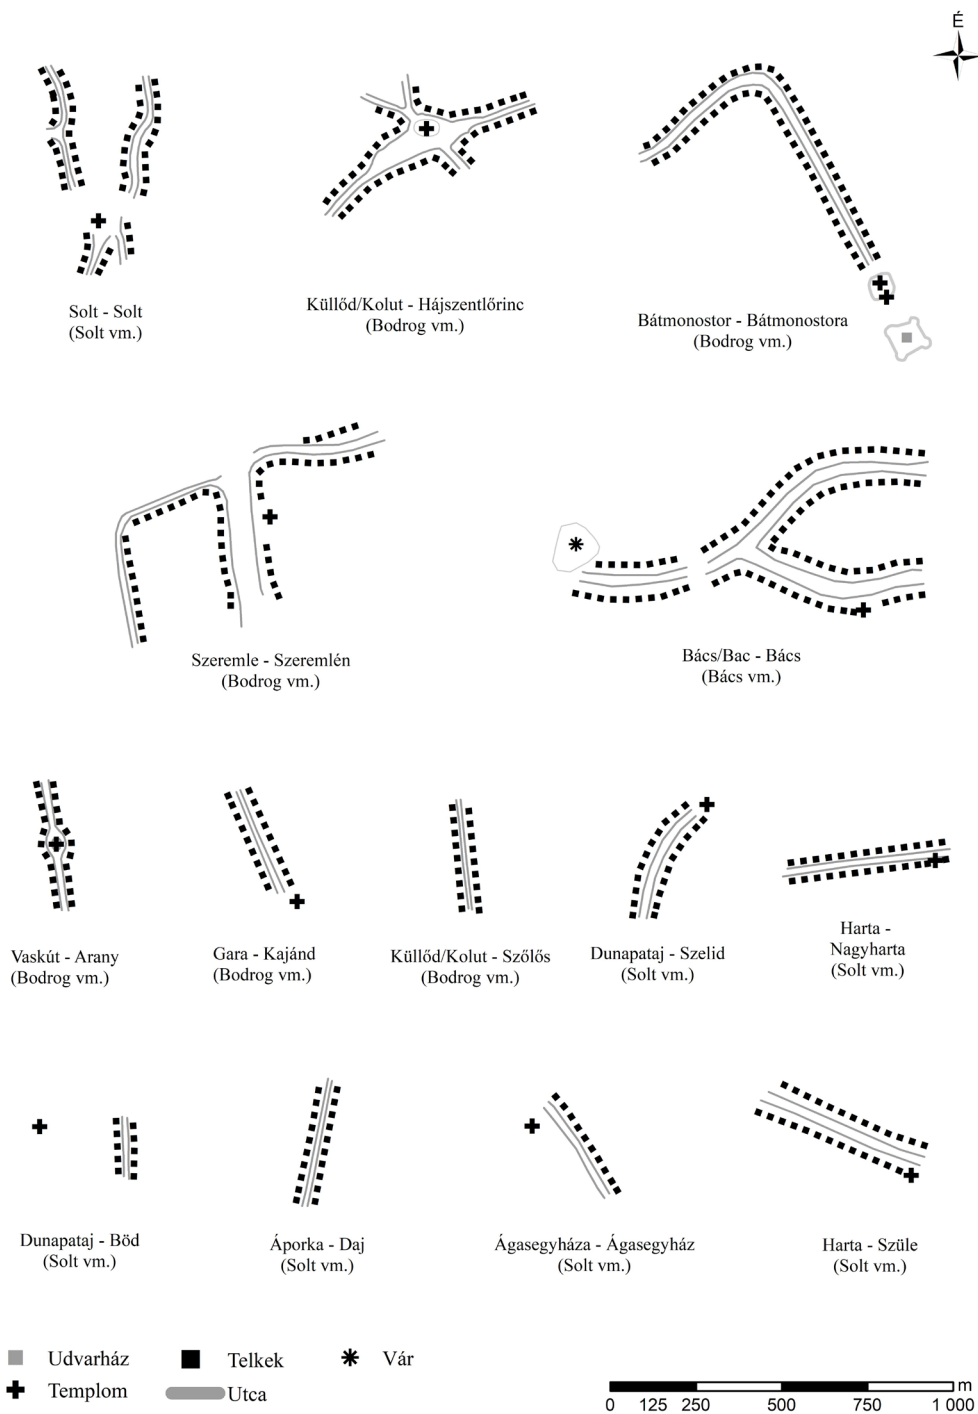 É
Solt - Solt
(Solt vm.)
Küllőd/Kolut - Hájszentlőrinc
(Bodrog vm.)
Bátmonostor - Bátmonostora
(Bodrog vm.)
Szeremle - Szeremlén
(Bodrog vm.)
Bács/Bac - Bács
(Bács vm.)
Vaskút - Arany
(Bodrog vm.)
Gara - Kajánd
(Bodrog vm.)
Küllőd/Kolut - Szőlős
(Bodrog vm.)
Dunapataj - Szelid
(Solt vm.)
Harta -
Nagyharta
(Solt vm.)
Dunapataj - Böd
(Solt vm.)
Áporka - Daj
(Solt vm.)
Ágasegyháza - Ágasegyház
(Solt vm.)
Harta - Szüle
(Solt vm.)
Udvarház
Telkek
Vár
Templom
Utca
m
0 125 250 500 750 1 000